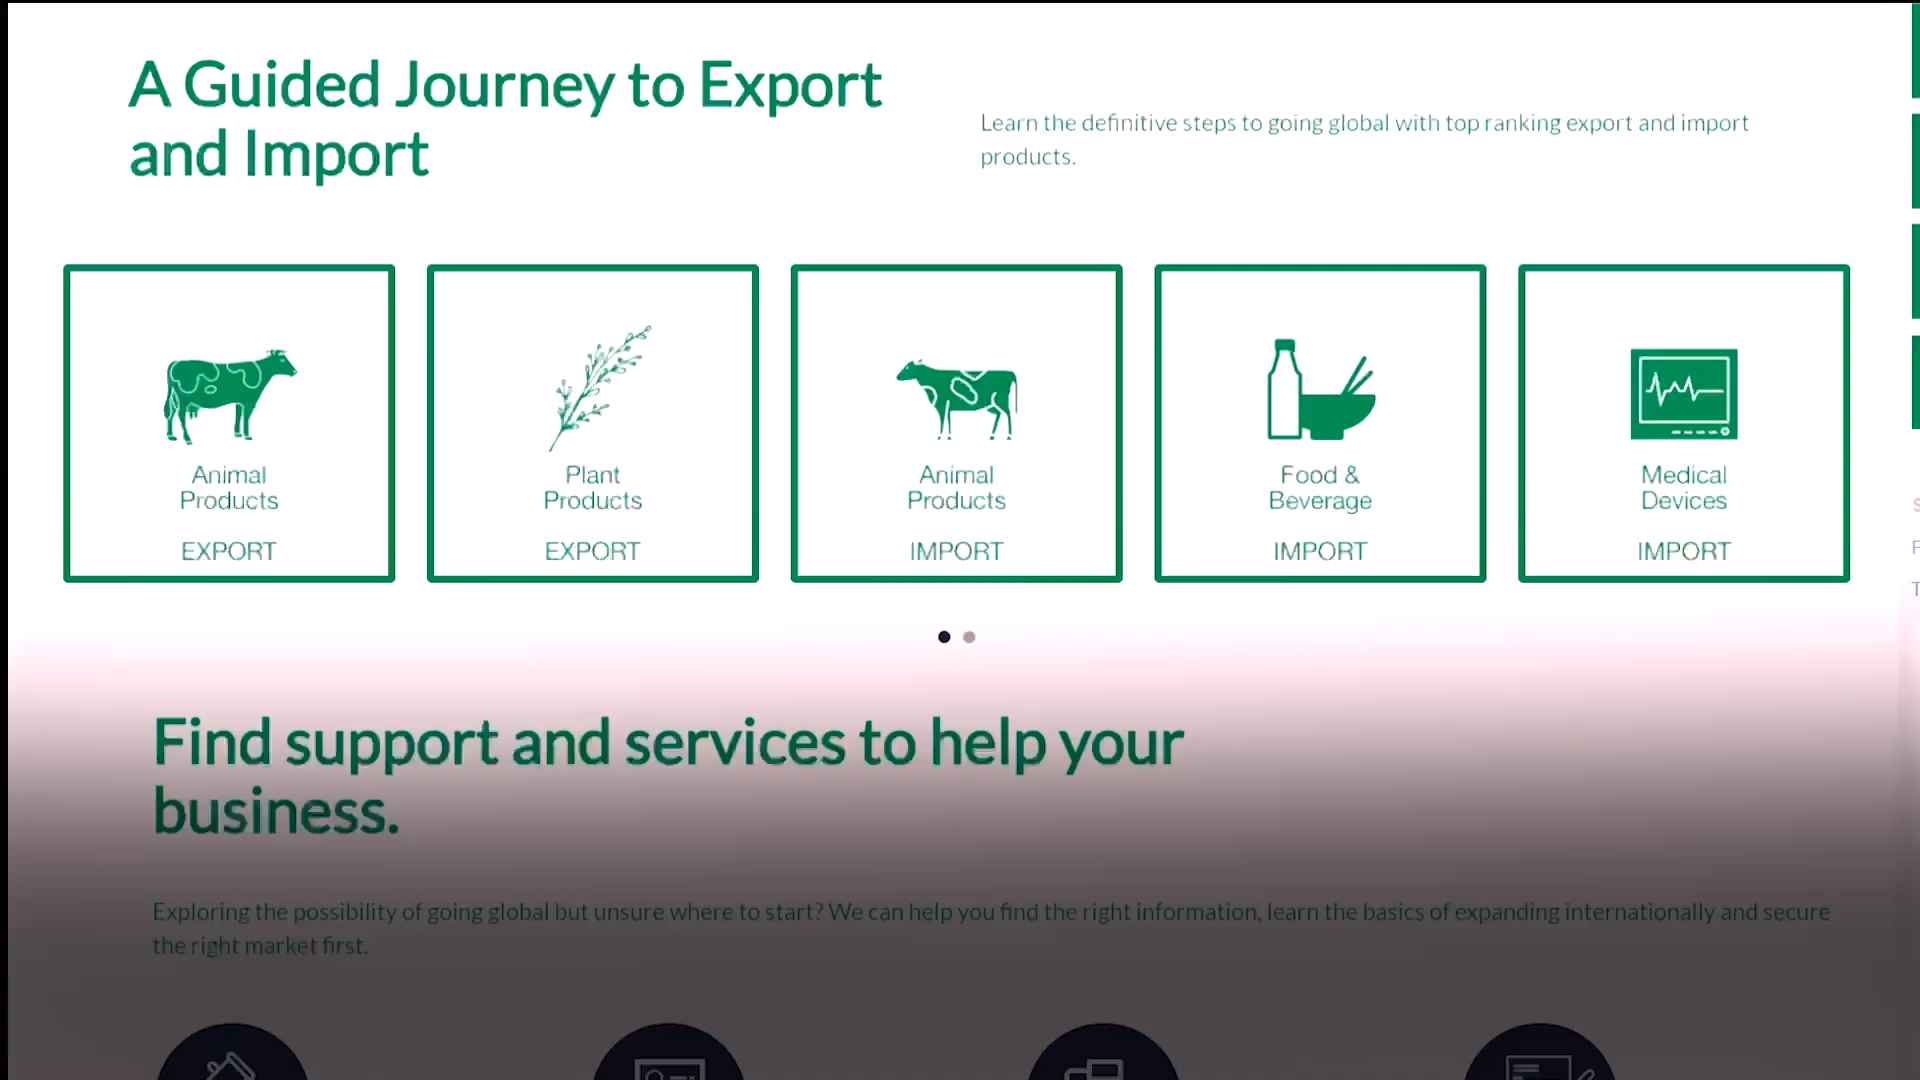 A Guided Journey to Export
and Import
Learn the definitive steps to going global with top ranking export and import
products.
Animal
Products
EXPORT
Plant
Products
EXPORT
Animal
Products
IMPORT
Food &
Beverage
IMPORT
Medical
Devices
IMPORT
Find support and services to help your
business.
Exploring the possibility of going global but unsure where to start? We can help you find the right information, learn the basics of expanding internationally and secure
the right market first.